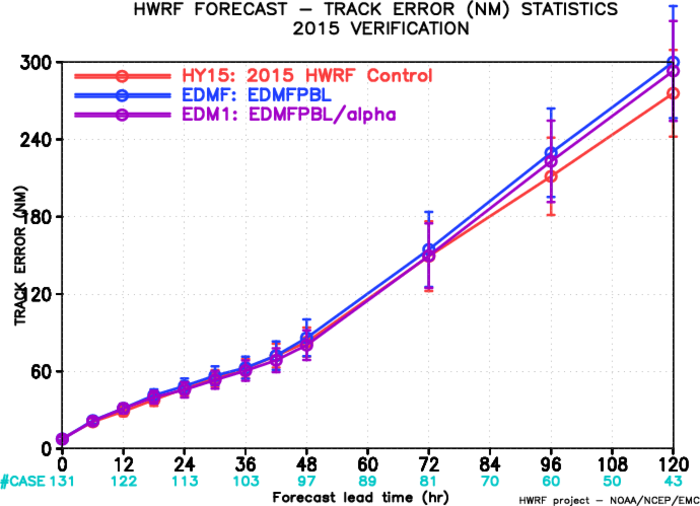 HWRF FORECAST – TRACK ERROR (NM) STATISTICS
2015 VERIFICATION
HY15: 2015 HWRF Control
EDMF: EDMFPBL
EDM1: EDMFPBL/alpha
TRACK ERROR (NM)
300
240
180
120
60
0
0 12 24 36 48 60 72 84 96 108 120
#CASE 131 122 113 103 97 89 81 70 60 50 43
Forecast lead time (hr)
HWRF project – NOAA/NCEP/EMC